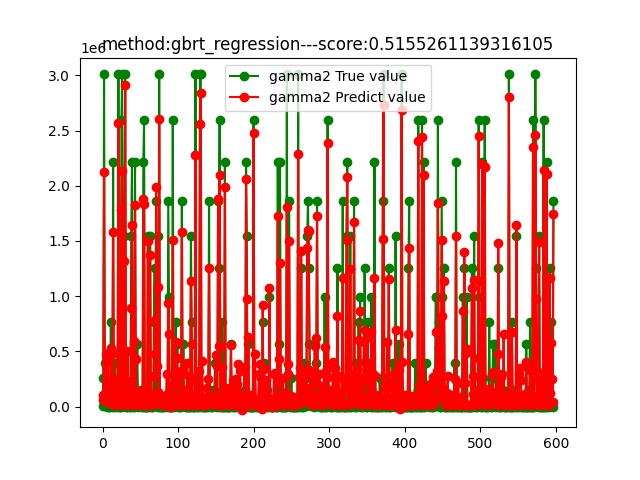 method:gbrt_regression---score:0.5155261139316105
1e6
gamma2 True value
gamma2 Predict value
3.0
2.5
2.0
1.5
1.0
0.5
0.0
0 100 200 300 400 500 600